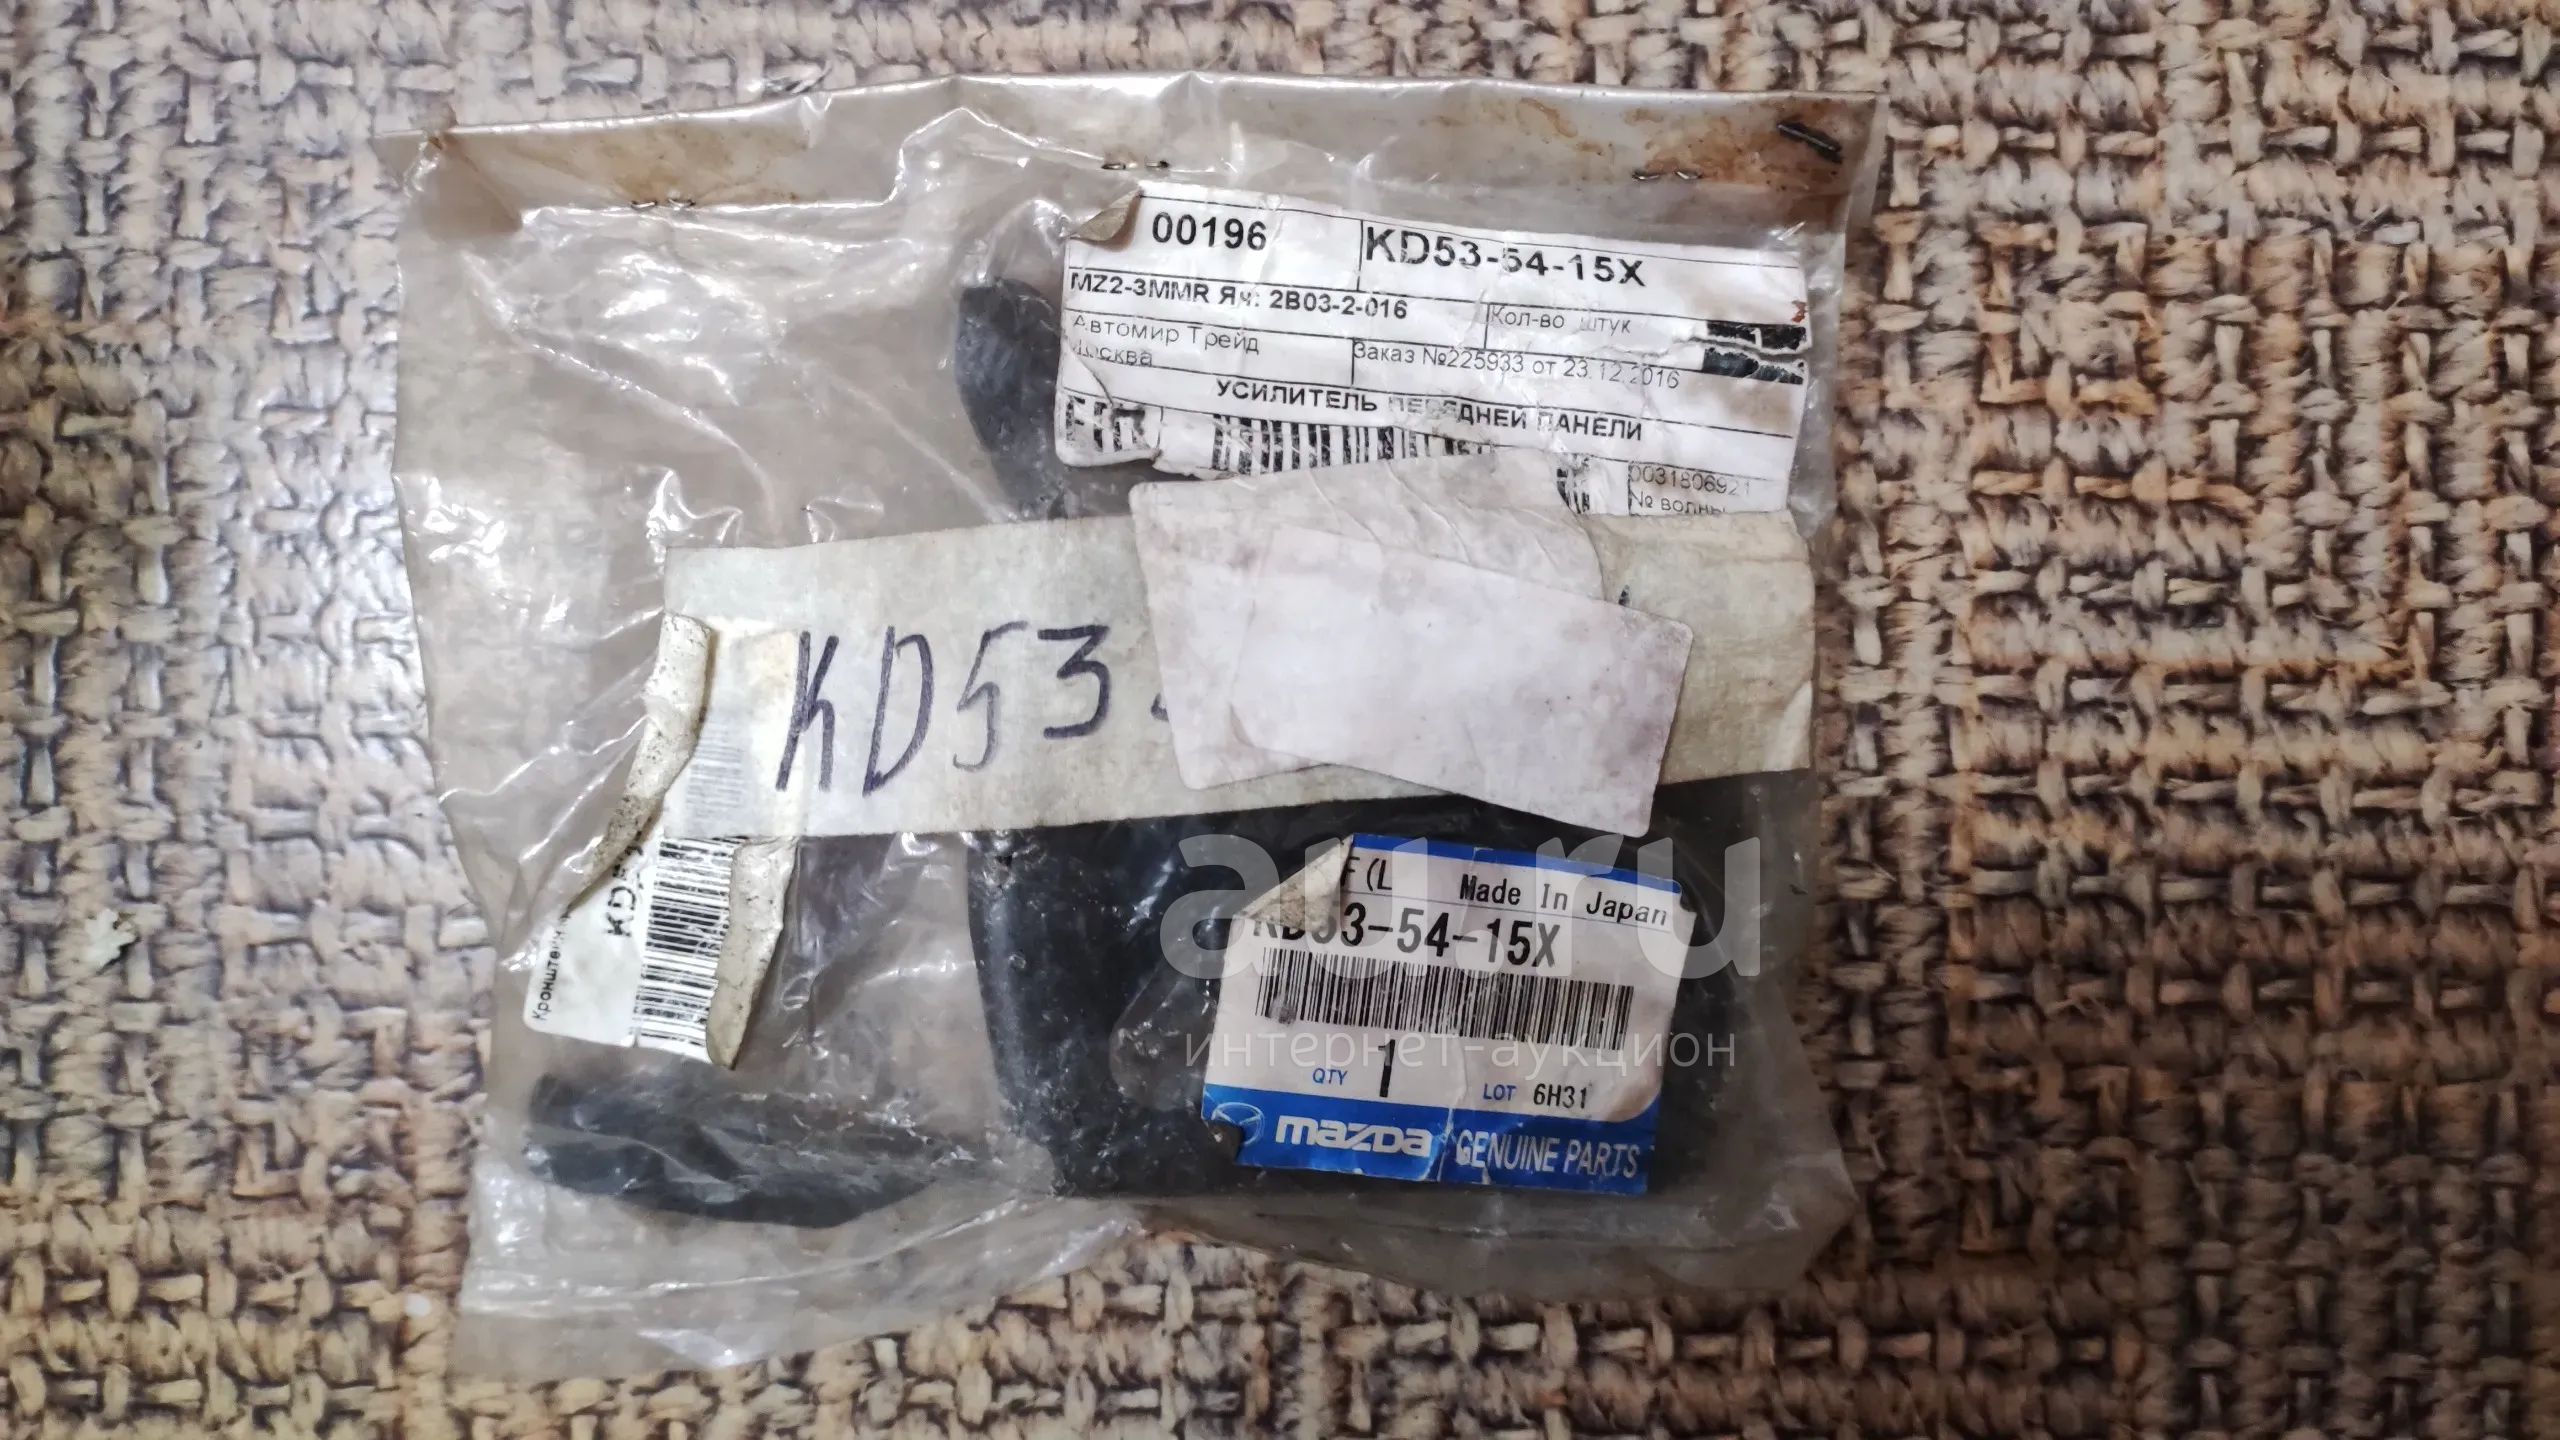 00196 KD53-54-15X
MZ2-3MMR Яч: 2B03-2-016 Кол-во штук
Автомир Трейд
Москва
Заказ №225933 от 23.12.2016
УСИЛИТЕЛЬ ПЕРЕДНЕЙ ПАНЕЛИ
0031806921
№ волны
KD53
F(L Made In Japan
KD53-54-15X
QTY 1 LOT 6H31
mazda GENUINE PARTS
au.ru
интернет-аукцион